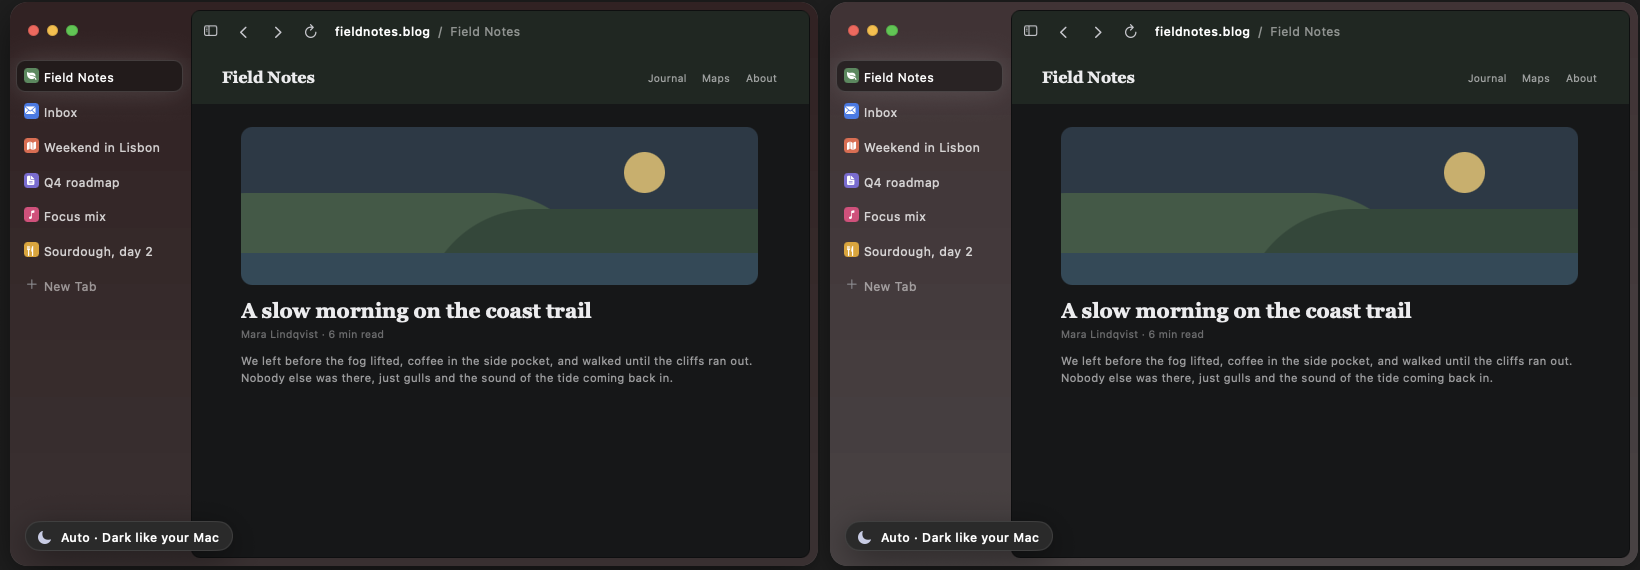 fieldnotes.blog / Field Notes
Field Notes
Journal Maps About
Field Notes
Inbox
Weekend in Lisbon
Q4 roadmap
Focus mix
Sourdough, day 2
New Tab
A slow morning on the coast trail
Mara Lindqvist · 6 min read
We left before the fog lifted, coffee in the side pocket, and walked until the cliffs ran out.
Nobody else was there, just gulls and the sound of the tide coming back in.
Auto · Dark like your Mac
fieldnotes.blog / Field Notes
Field Notes
Journal Maps About
Field Notes
Inbox
Weekend in Lisbon
Q4 roadmap
Focus mix
Sourdough, day 2
New Tab
A slow morning on the coast trail
Mara Lindqvist · 6 min read
We left before the fog lifted, coffee in the side pocket, and walked until the cliffs ran out.
Nobody else was there, just gulls and the sound of the tide coming back in.
Auto · Dark like your Mac